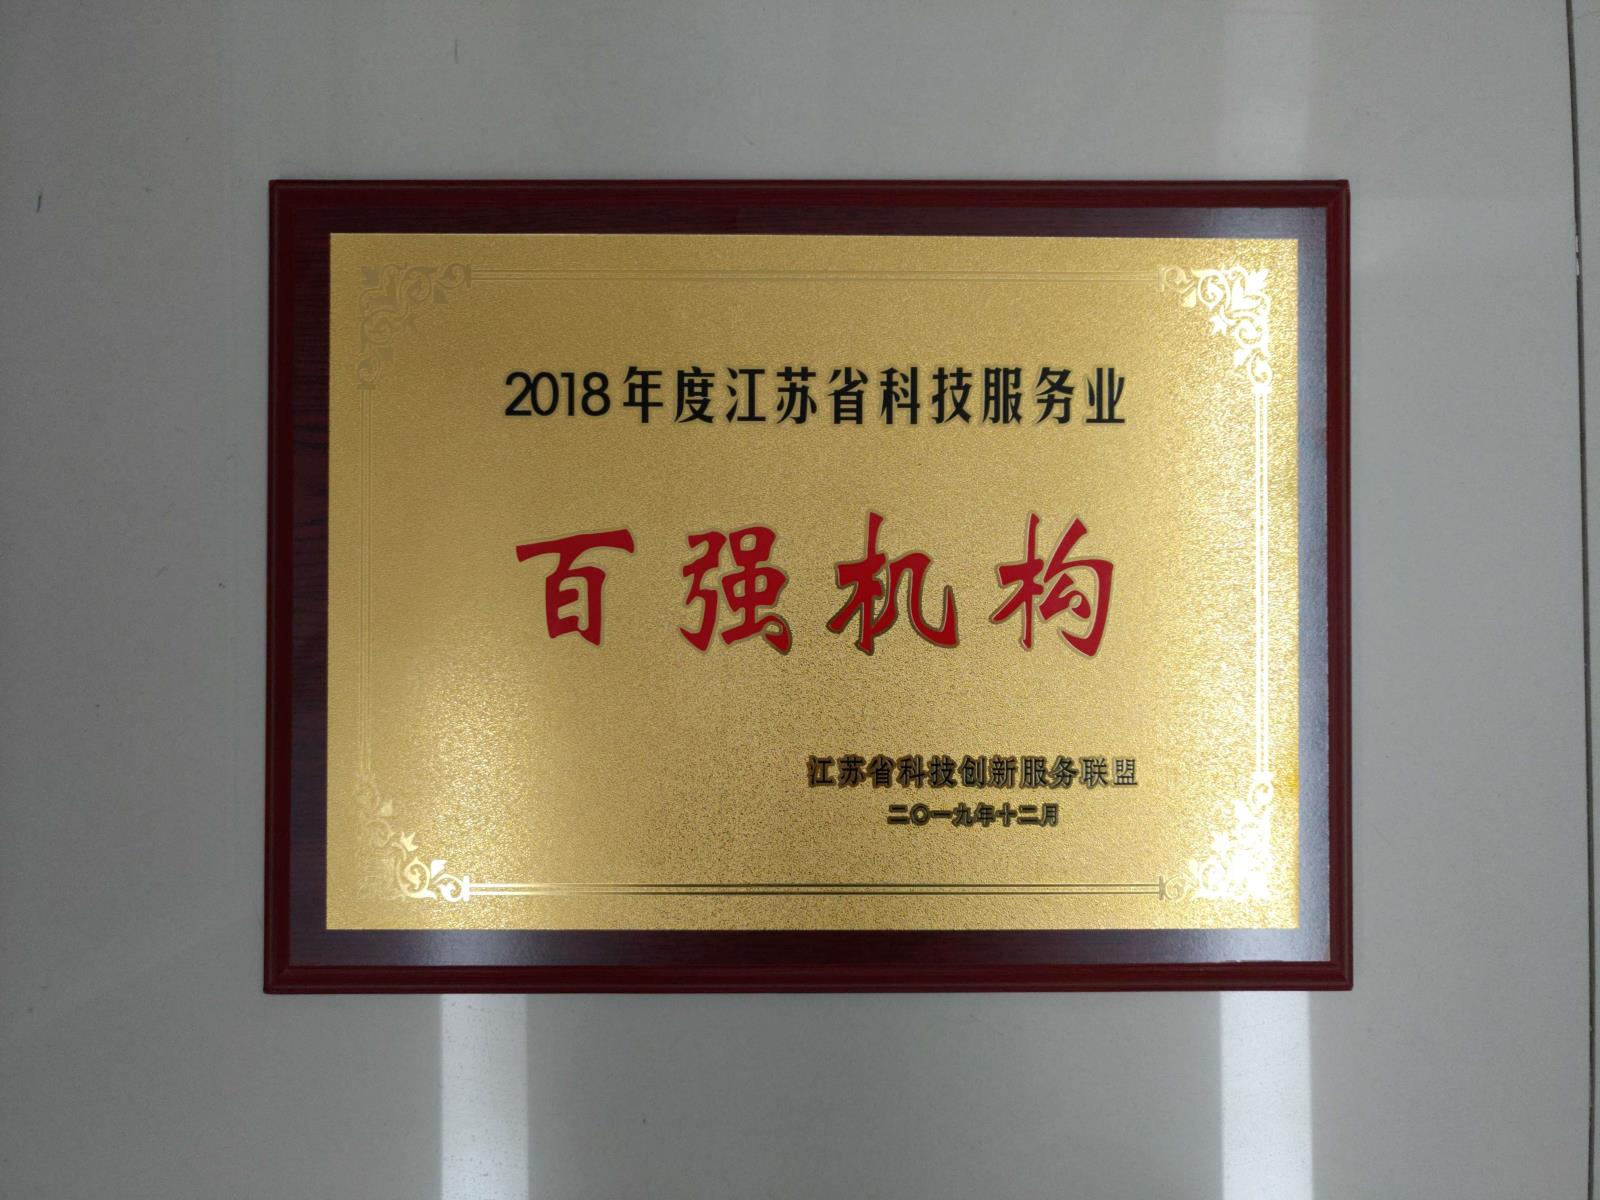 2018年度江苏省科技服务业
百强机构
江苏省科技创新服务联盟
二〇一九年十二月